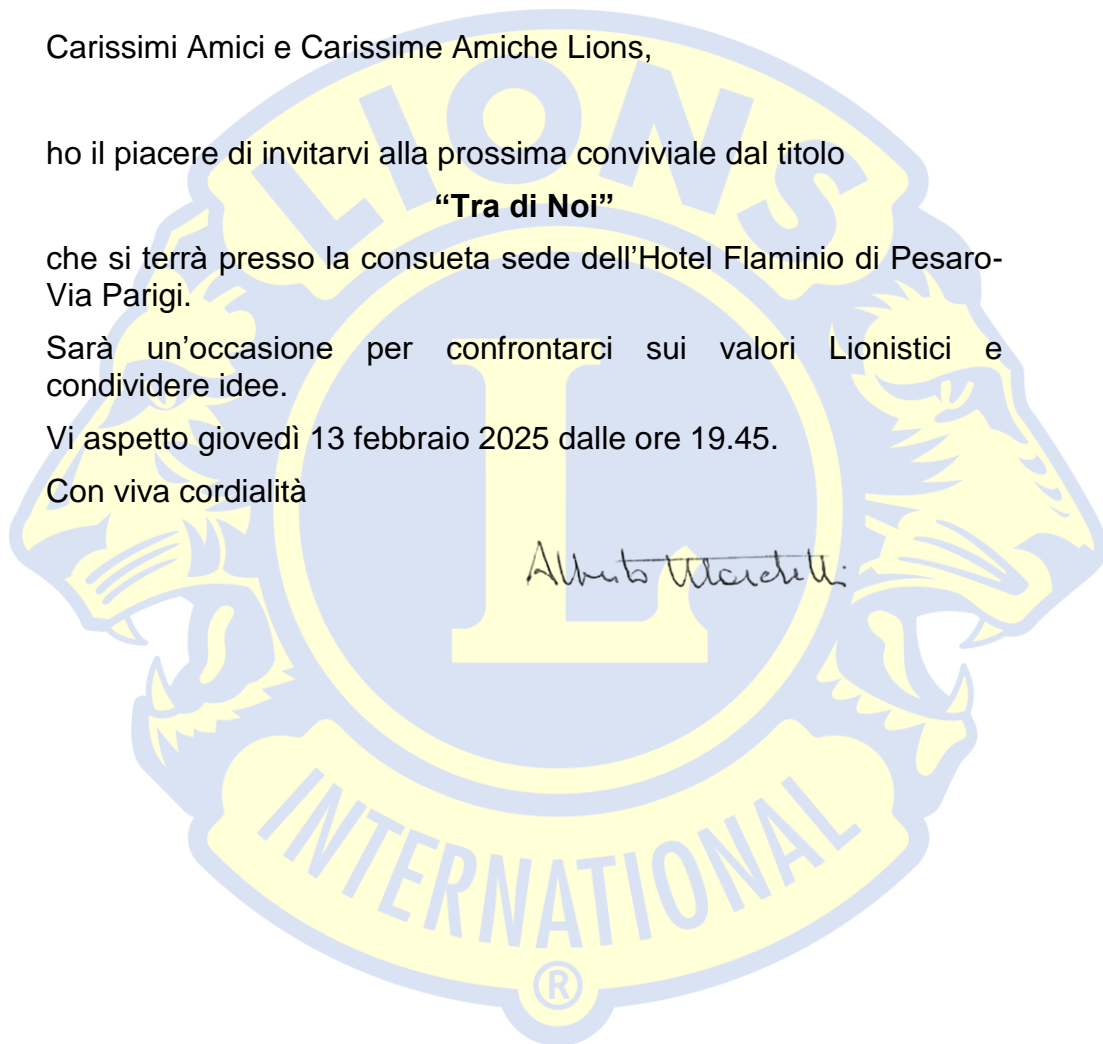 Carissimi Amici e Carissime Amiche Lions,
ho il piacere di invitarvi alla prossima conviviale dal titolo
“Tra di Noi”
che si terrà presso la consueta sede dell’Hotel Flaminio di Pesaro-
Via Parigi.
Sarà un’occasione per confrontarci sui valori Lionistici e
condividere idee.
Vi aspetto giovedì 13 febbraio 2025 dalle ore 19.45.
Con viva cordialità
Alberto Marchetti
LIONS
L
INTERNATIONAL
®